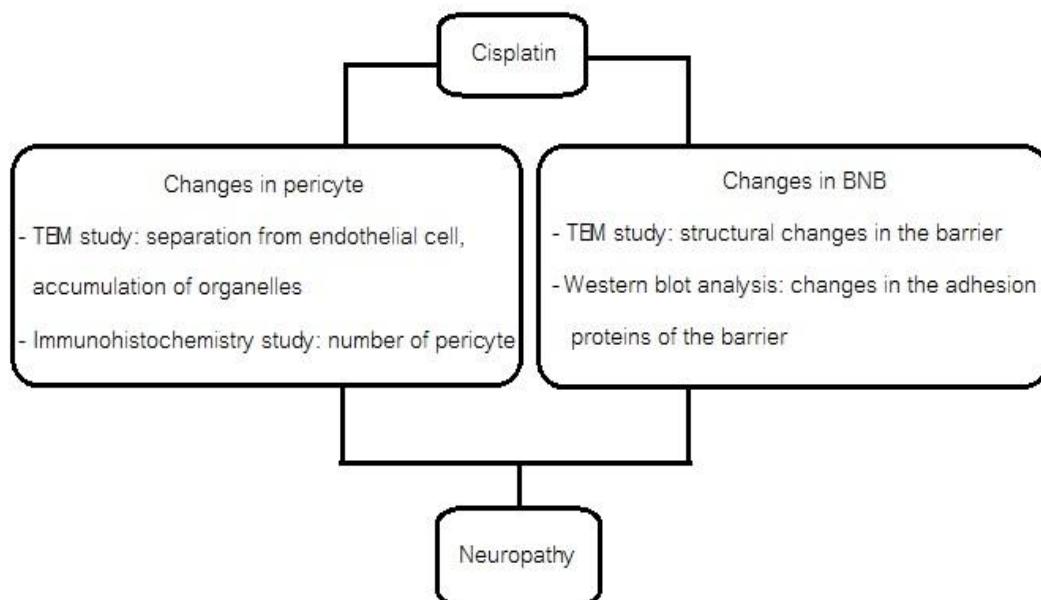 Cisplatin
Changes in pericyte
- TEM study: separation from endothelial cell,
accumulation of organelles
- Immunohistochemistry study: number of pericyte
Changes in BNB
- TEM study: structural changes in the barrier
- Western blot analysis: changes in the adhesion
proteins of the barrier
Neuropathy